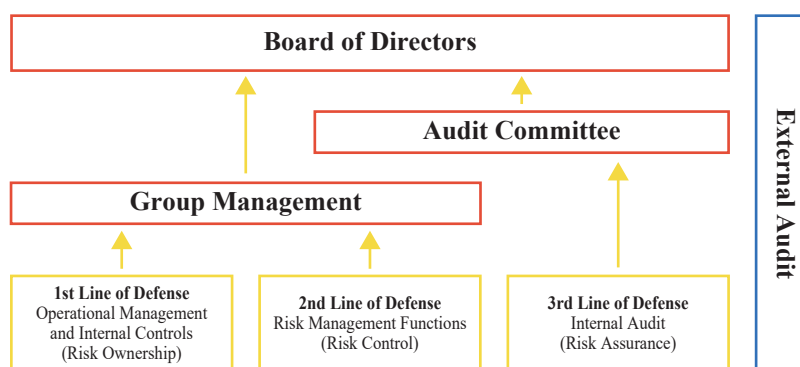 Board of Directors
Audit Committee
Group Management
1st Line of Defense
Operational Management
and Internal Controls
(Risk Ownership)
2nd Line of Defense
Risk Management Functions
(Risk Control)
3rd Line of Defense
Internal Audit
(Risk Assurance)
External Audit